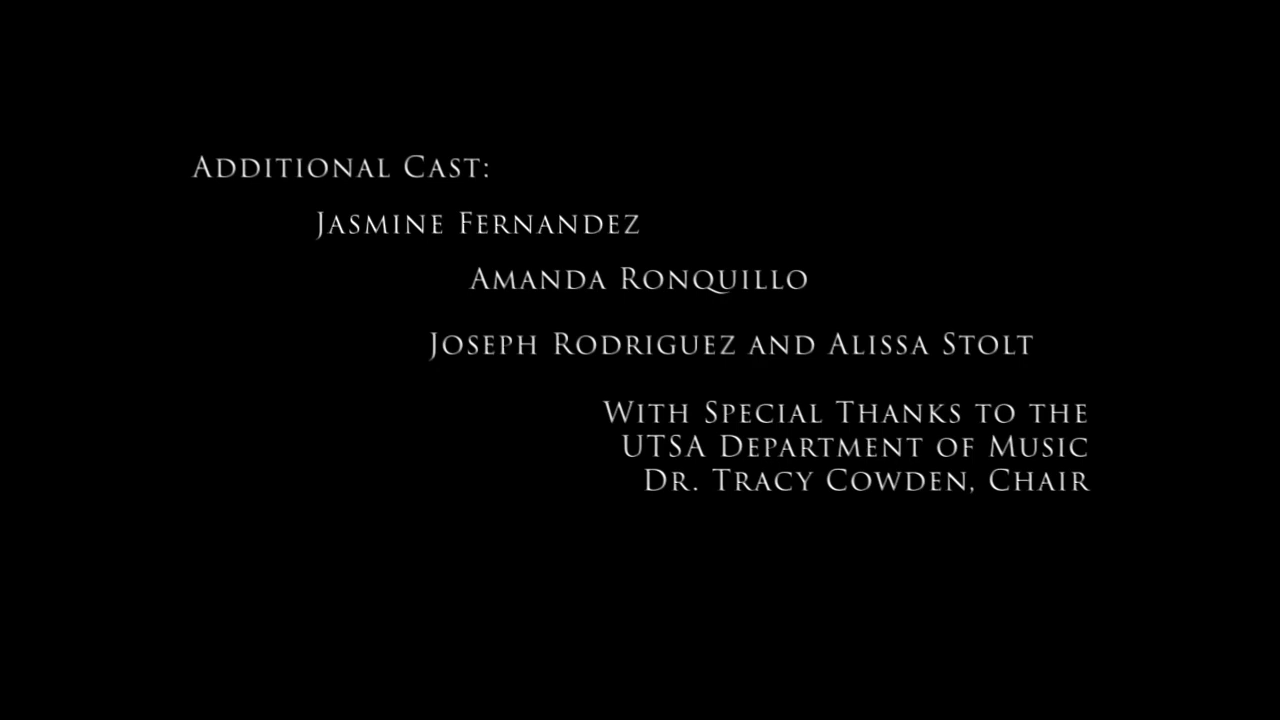 Additional Cast:
Jasmine Fernandez
Amanda Ronquillo
Joseph Rodriguez and Alissa Stolt
With Special Thanks to the
UTSA Department of Music
Dr. Tracy Cowden, Chair